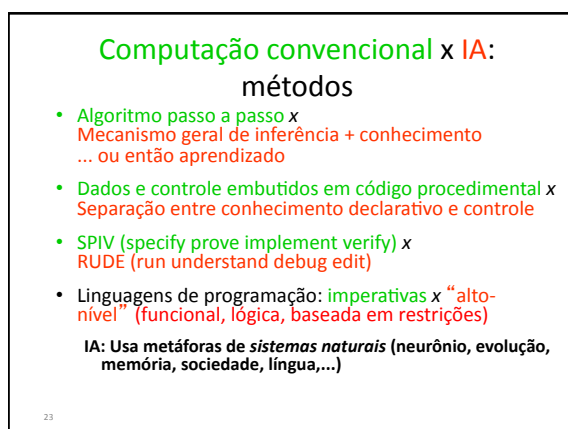 Computação convencional x IA:
métodos
• Algoritmo passo a passo x
Mecanismo geral de inferência + conhecimento
... ou então aprendizado
• Dados e controle embutidos em código procedimental x
Separação entre conhecimento declarativo e controle
• SPIV (specify prove implement verify) x
RUDE (run understand debug edit)
• Linguagens de programação: imperativas x “alto-
nível” (funcional, lógica, baseada em restrições)
IA: Usa metáforas de sistemas naturais (neurônio, evolução,
memória, sociedade, língua,...)
23